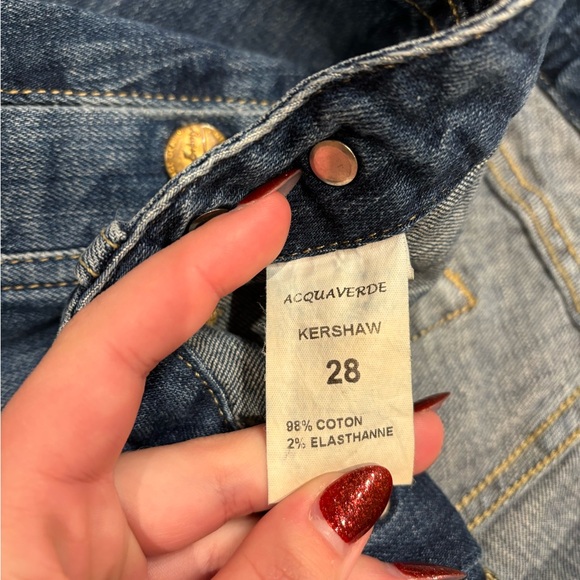 ACQUAVERDE
KERSHAW
28
98% COTON
2% ELASTHANNE